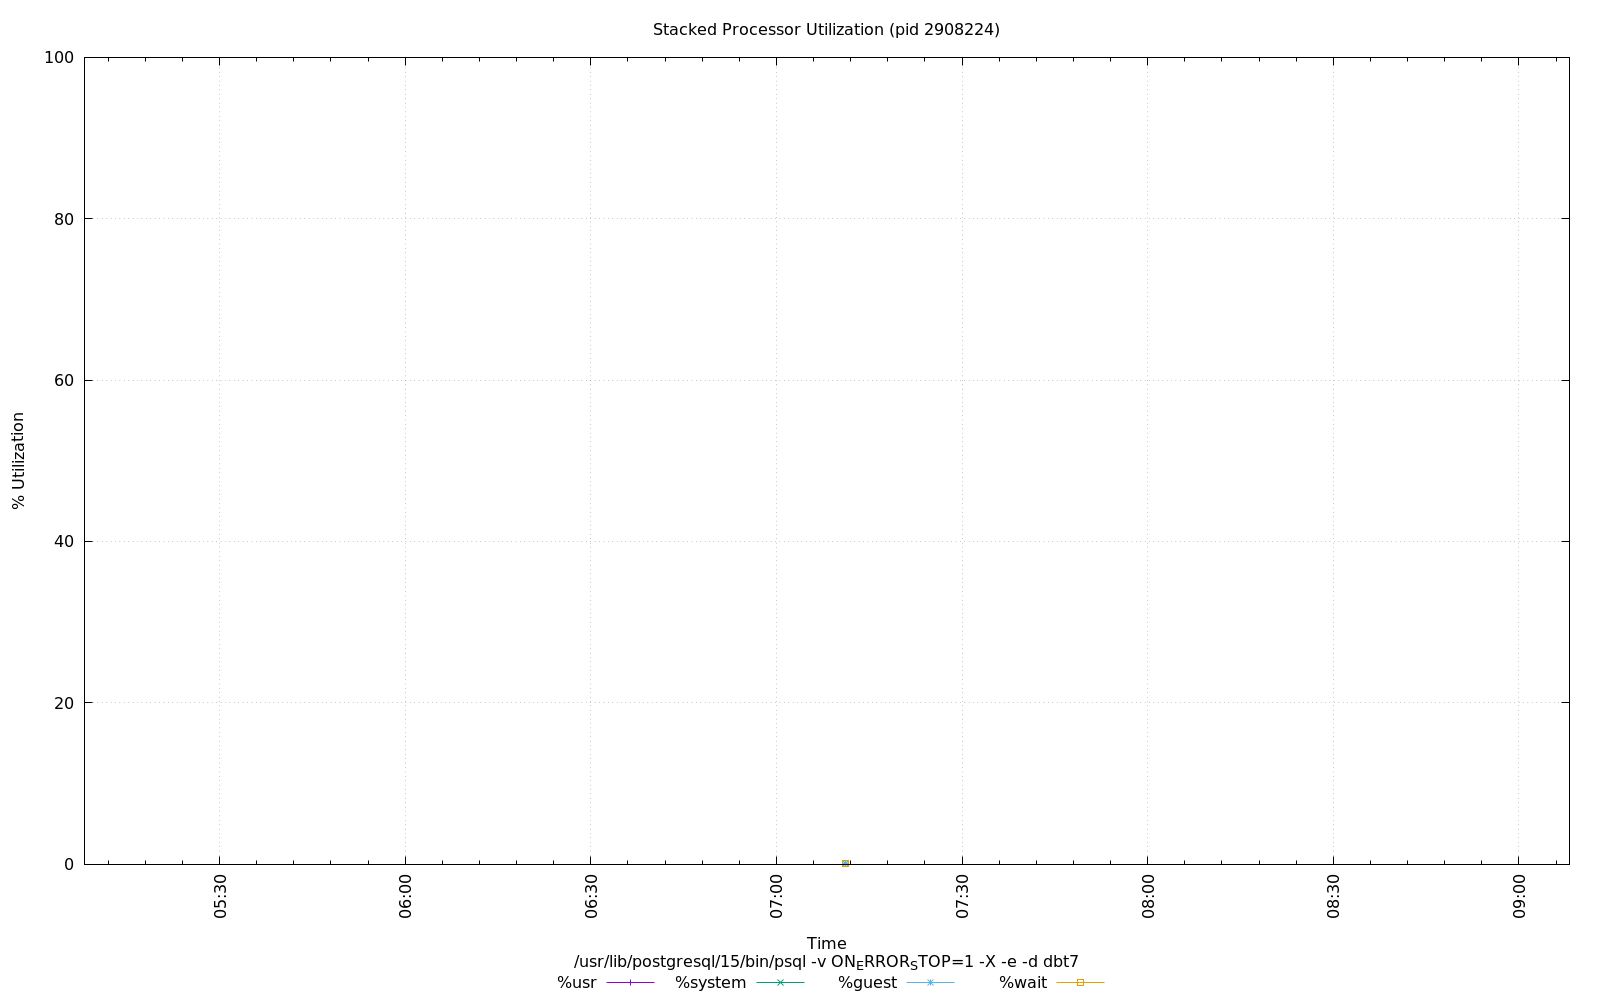 Stacked Processor Utilization (pid 2908224)
100
80
60
40
20
0
% Utilization
05:30
06:00
06:30
07:00
07:30
08:00
08:30
09:00
Time
/usr/lib/postgresql/15/bin/psql -v ONERRORSTOP=1 -X -e -d dbt7
%usr %system %guest %wait